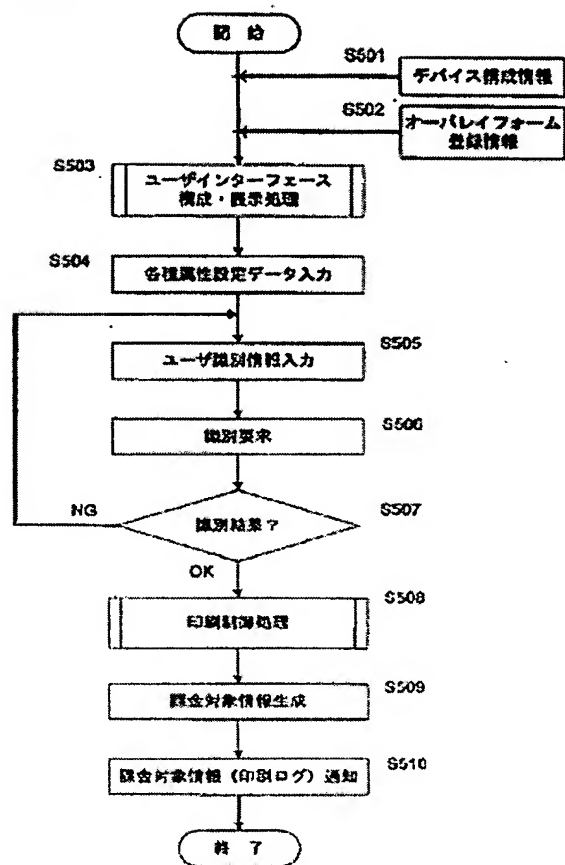 開 始
S501
デバイス構成情報
S502
オーバレイフォーム
登録情報
S503
ユーザインターフェース
構成・表示処理
S504
各種属性設定データ入力
S505
ユーザ識別情報入力
S506
識別要求
S507
NG
識別結果?
OK
S508
印刷制御処理
S509
課金対象情報生成
S510
課金対象情報(印刷ログ)通知
終 了